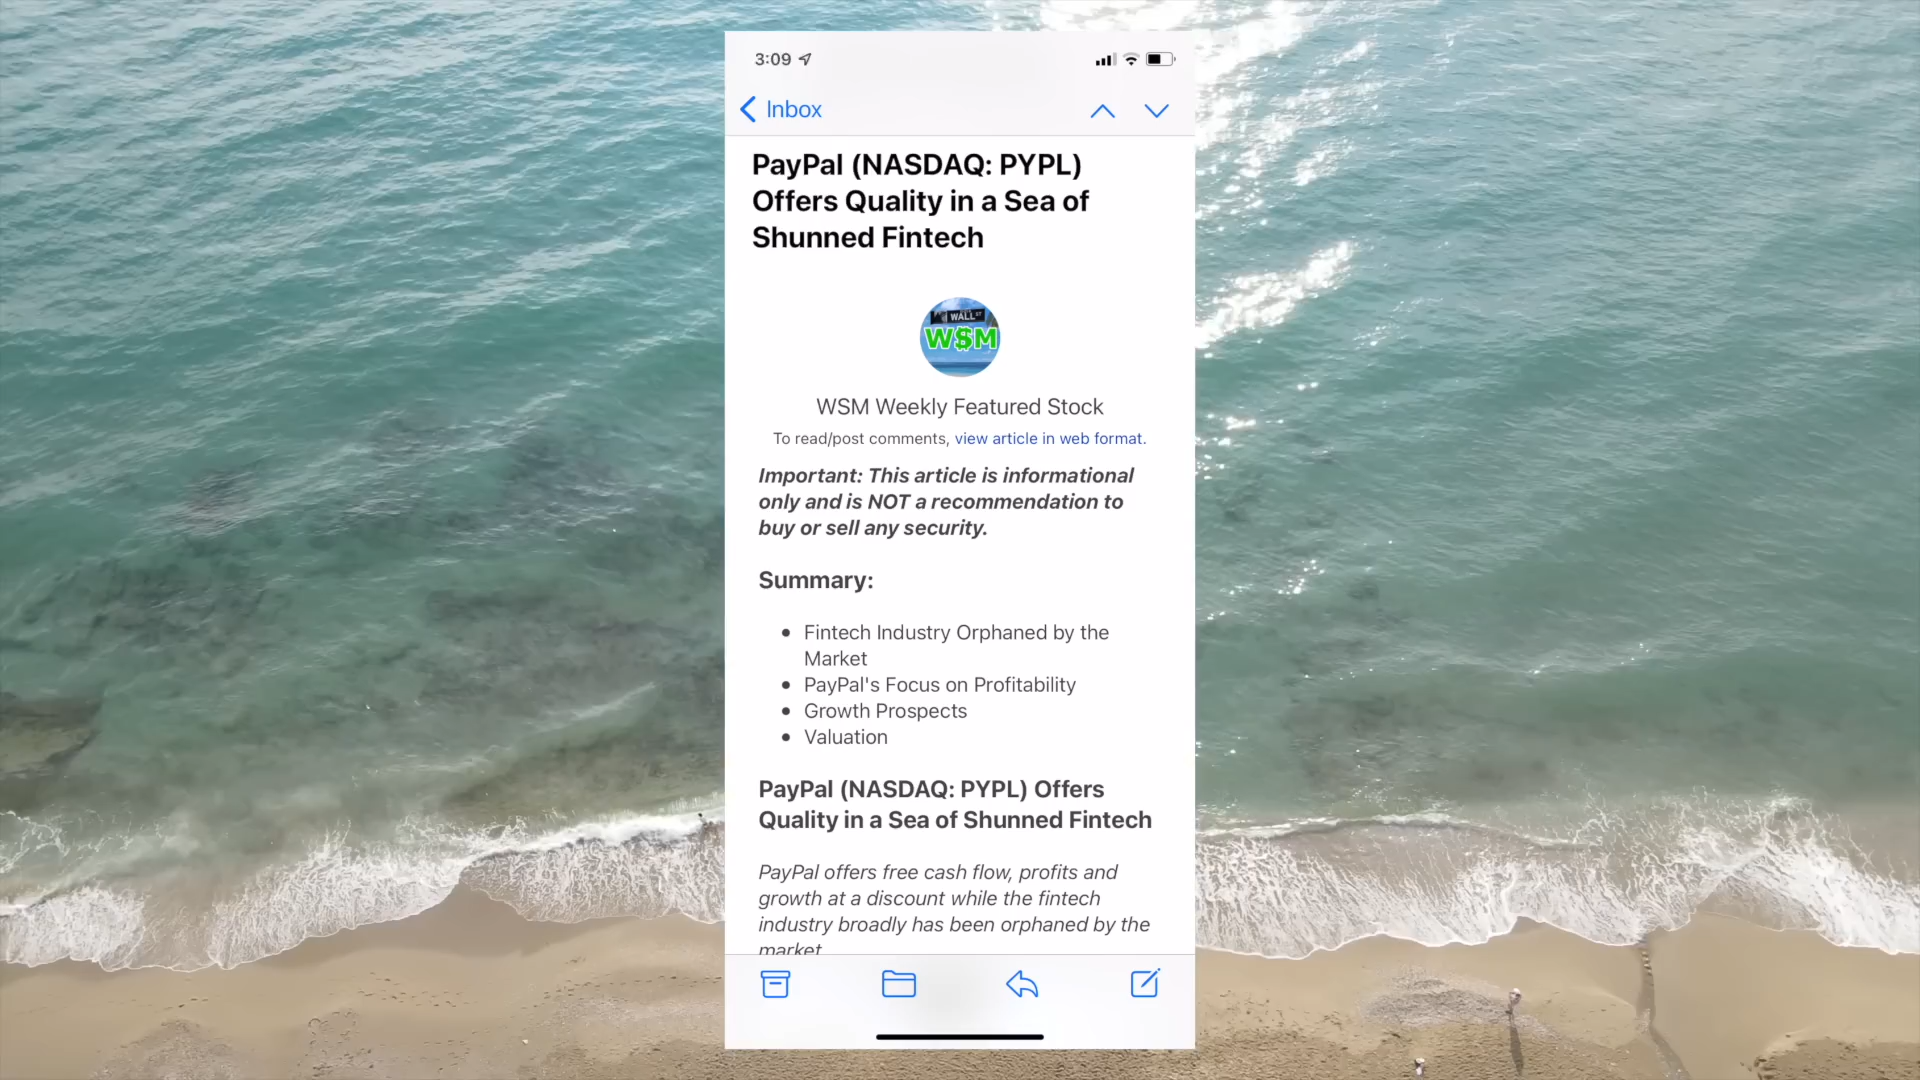 3:09
Inbox
PayPal (NASDAQ: PYPL)
Offers Quality in a Sea of
Shunned Fintech
WALL ST
W$M
WSM Weekly Featured Stock
To read/post comments, view article in web format.
Important: This article is informational
only and is NOT a recommendation to
buy or sell any security.
Summary:
• Fintech Industry Orphaned by the
Market
• PayPal's Focus on Profitability
• Growth Prospects
• Valuation
PayPal (NASDAQ: PYPL) Offers
Quality in a Sea of Shunned Fintech
PayPal offers free cash flow, profits and
growth at a discount while the fintech
industry broadly has been orphaned by the
market